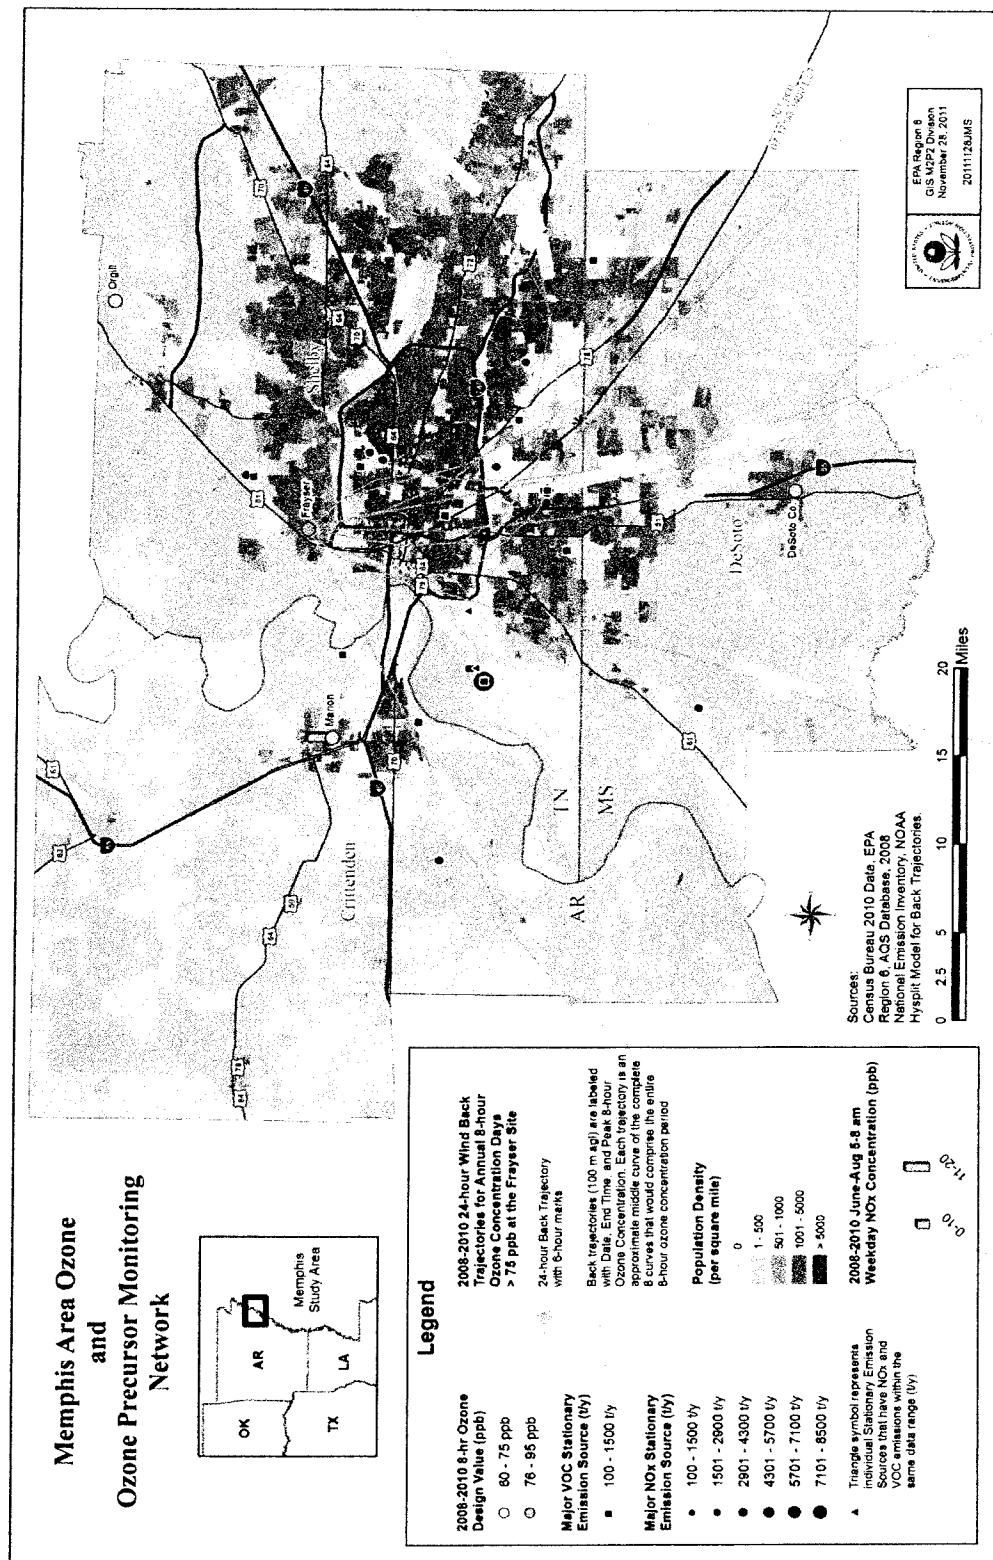 Memphis Area Ozone
and
Ozone Precursor Monitoring
Network
OK
AR
TX
LA
Memphis
Study Area
Legend
2008-2010 8-hr Ozone
Design Value (ppb)
60 - 75 ppb
76 - 95 ppb
Major VOC Stationary
Emission Source (t/y)
100 - 1500 t/y
Major NOx Stationary
Emission Source (t/y)
100 - 1500 t/y
1501 - 2900 t/y
2901 - 4300 t/y
4301 - 5700 t/y
5701 - 7100 t/y
7101 - 8500 t/y
Triangle symbol represents
individual Stationary Emission
Sources that have NOx and
VOC emissions within the
same data range (t/y)
2008-2010 24-hour Wind Back
Trajectories for Annual 8-hour
Ozone Concentration Days
> 75 ppb at the Frayser Site
24-hour Back Trajectory
with 6-hour marks
Back trajectories (100 m agl) are labeled
with Date, End Time, and Peak 8-hour
Ozone Concentration. Each trajectory is an
approximate middle curve of the complete
8 curves that would comprise the entire
8-hour ozone concentration period
Population Density
(per square mile)
0
1 - 500
501 - 1000
1001 - 5000
> 5000
2008-2010 June-Aug 5-8 am
Weekday NOx Concentration (ppb)
0-10
11-20
Sources:
Census Bureau 2010 Data, EPA
Region 6, AQS Database, 2008
National Emission Inventory, NOAA
Hysplit Model for Back Trajectories.
0
2.5
5
10
15
20
Miles
Crittenden
Marion
Frayser
Shelby
Orgill
DeSoto
DeSoto Co.
AR
TN
MS
63
61
64
70
79
78
72
51
EPA Region 6
GIS M2P2 Division
November 28, 2011
20111128JMS